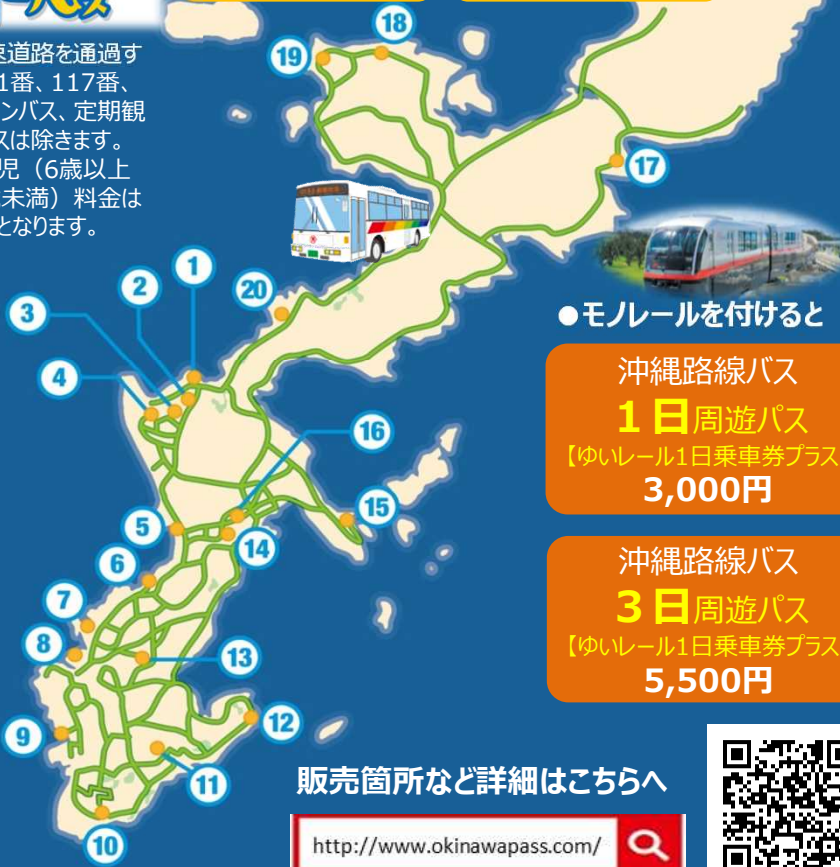 バス
速道路を通過す
1番、117番、
ンバス、定期観
スは除きます。
児（6歳以上
未満）料金は
となります。
18
19
17
1
2
20
3
4
●モノレールを付けると
沖縄路線バス
１日周遊パス
【ゆいレール1日乗車券プラス
3,000円
16
15
5
14
6
沖縄路線バス
３日周遊パス
【ゆいレール1日乗車券プラス
5,500円
7
8
13
12
9
11
10
販売箇所など詳細はこちらへ
http://www.okinawapass.com/